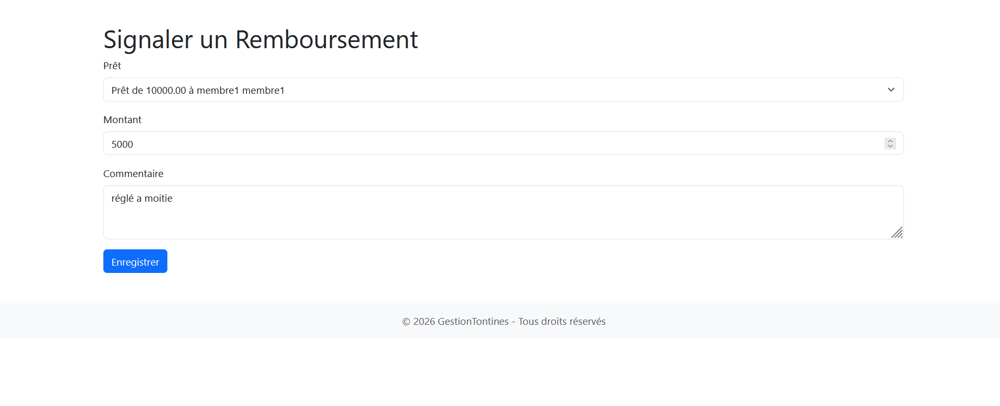 Signaler un Remboursement
Prêt
Prêt de 10000.00 à membre1 membre1
Montant
5000
Commentaire
réglé a moitie
Enregistrer
© 2026 GestionTontines - Tous droits réservés